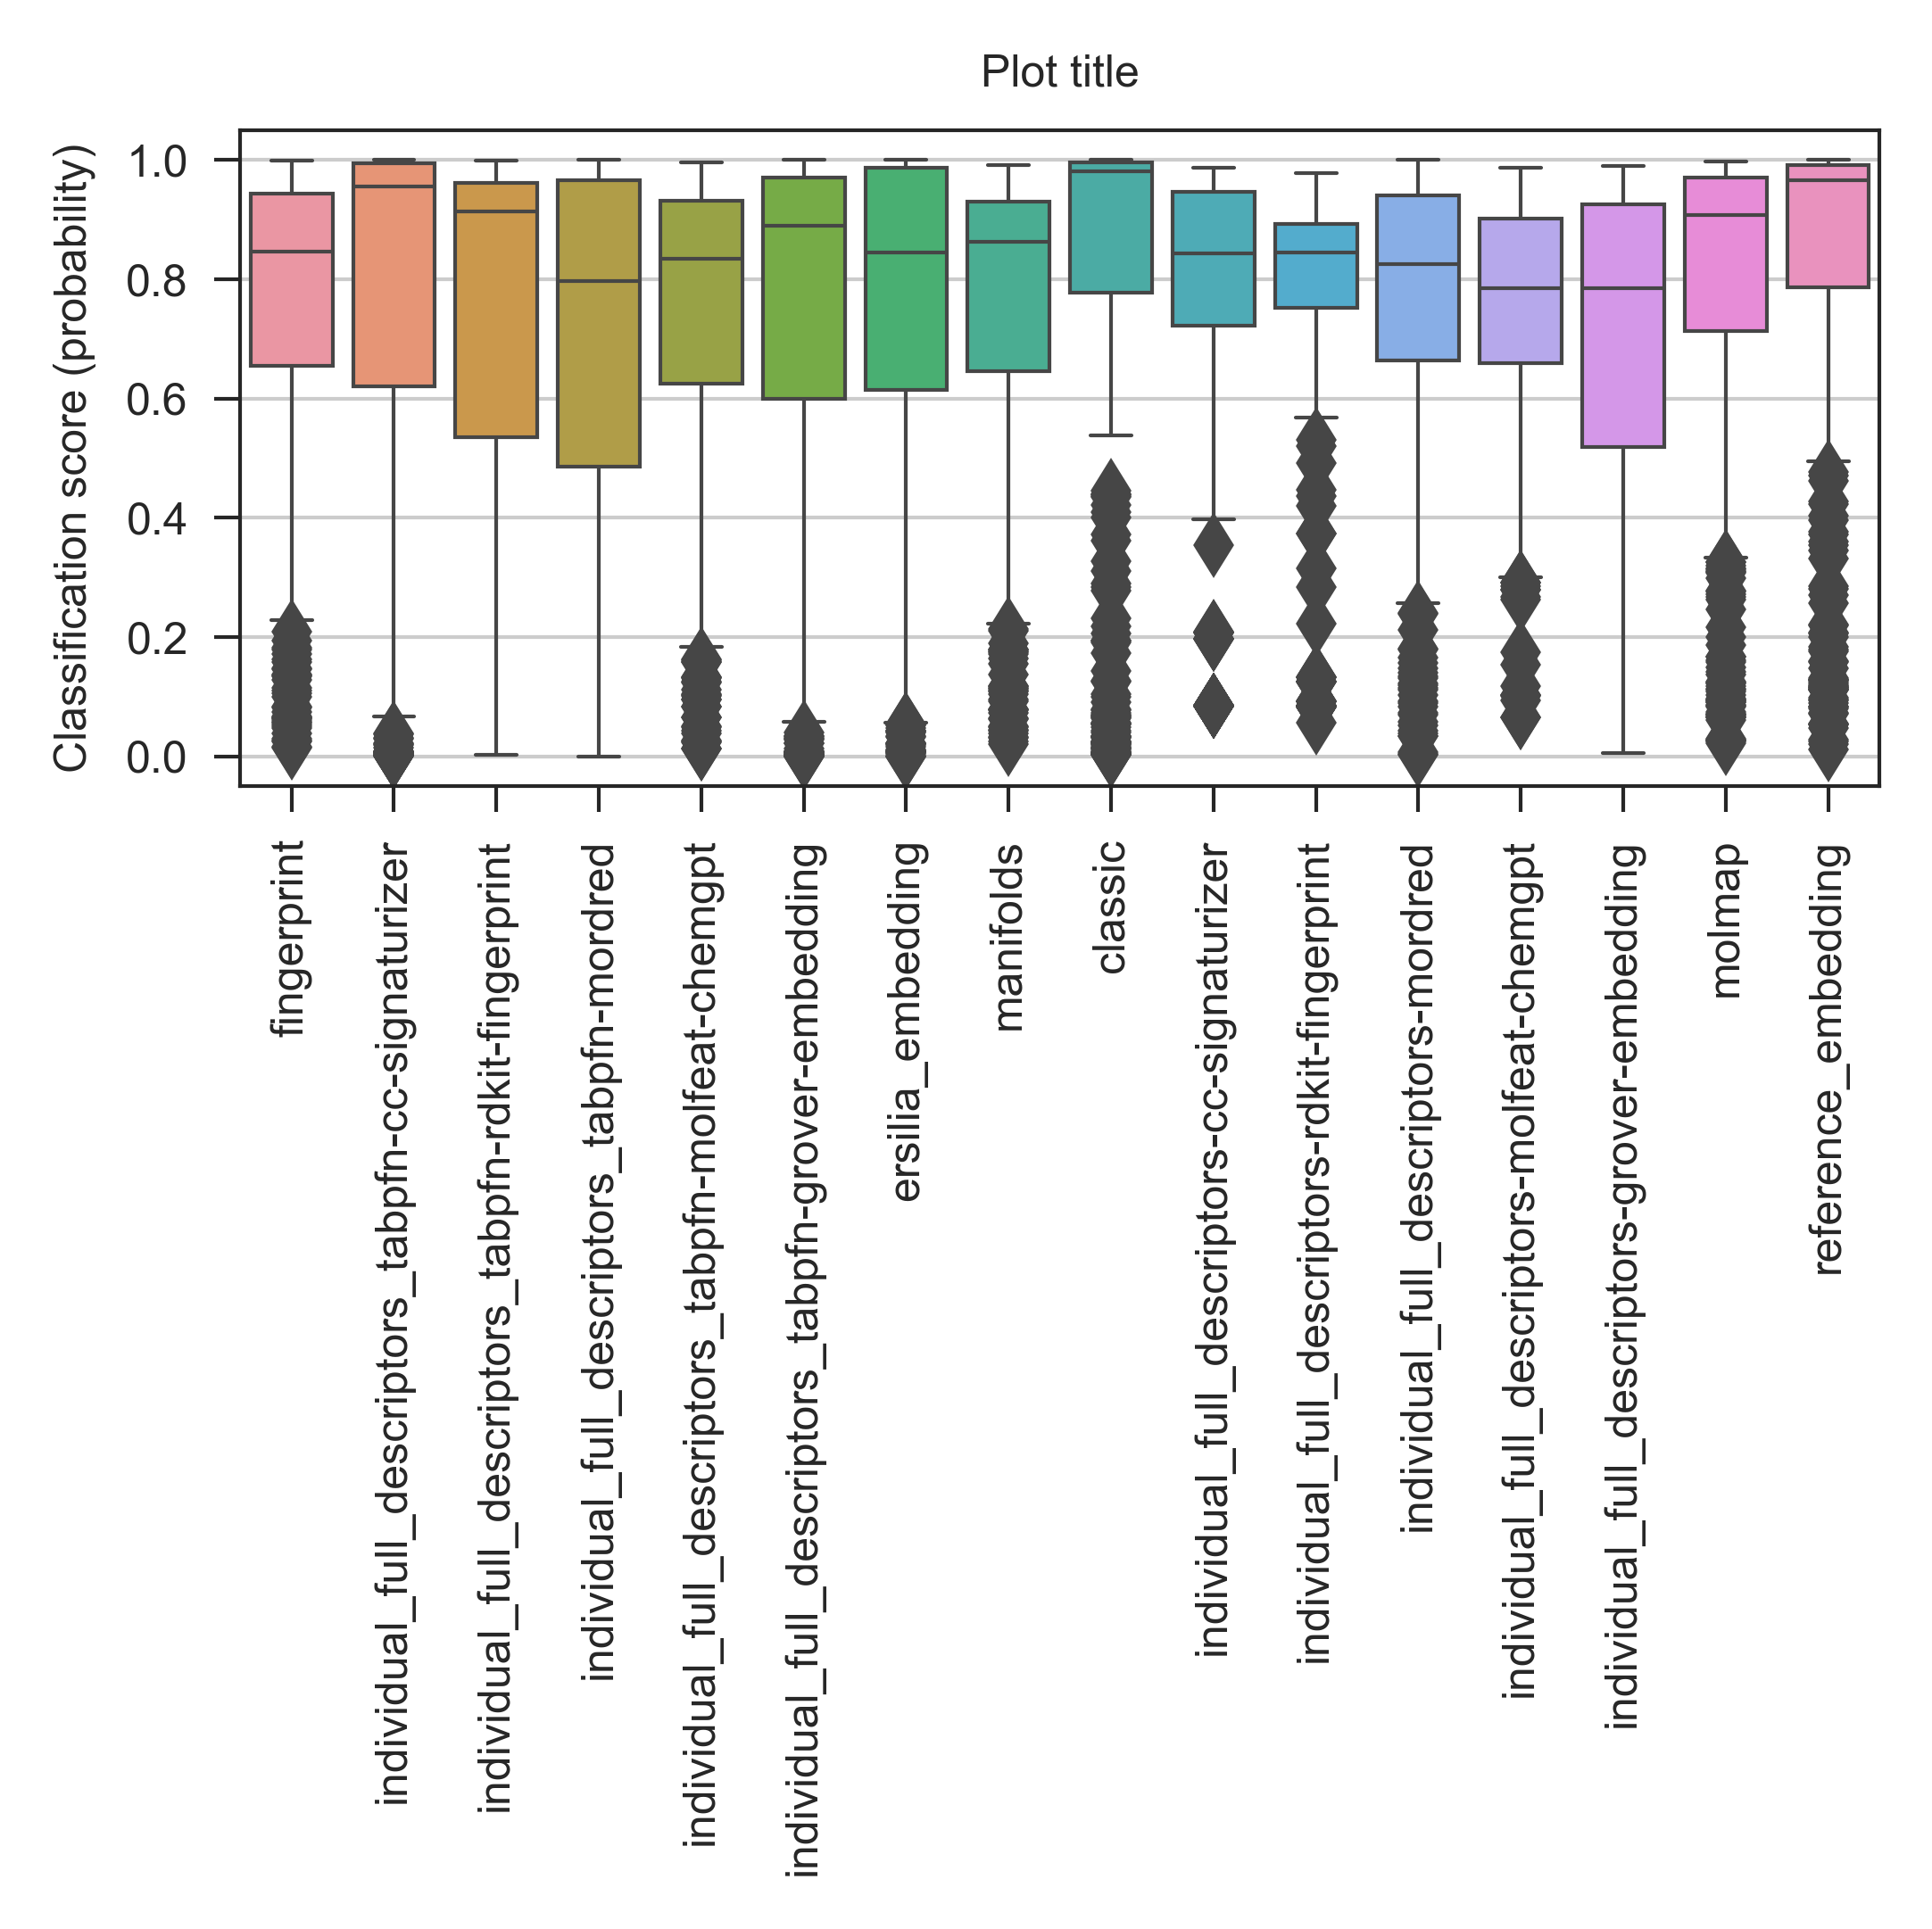 Plot title
Classification score (probability)
1.0
0.8
0.6
0.4
0.2
0.0
fingerprint
individual_full_descriptors_tabpfn-cc-signaturizer
individual_full_descriptors_tabpfn-rdkit-fingerprint
individual_full_descriptors_tabpfn-mordred
individual_full_descriptors_tabpfn-molfeat-chemgpt
individual_full_descriptors_tabpfn-grover-embedding
ersilia_embedding
manifolds
classic
individual_full_descriptors-cc-signaturizer
individual_full_descriptors-rdkit-fingerprint
individual_full_descriptors-mordred
individual_full_descriptors-molfeat-chemgpt
individual_full_descriptors-grover-embedding
molmap
reference_embedding